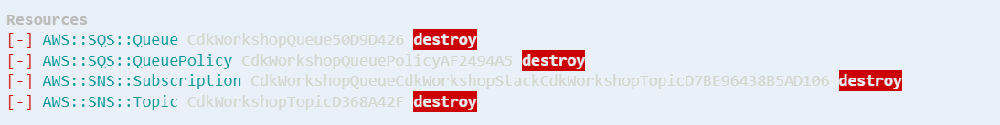 Resources
[-] AWS::SQS::Queue CdkWorkshopQueue50D9D426 destroy
[-] AWS::SQS::QueuePolicy CdkWorkshopQueuePolicyAF2494A5 destroy
[-] AWS::SNS::Subscription CdkWorkshopQueueCdkWorkshopStackCdkWorkshopTopicD7BE96438B5AD106 destroy
[-] AWS::SNS::Topic CdkWorkshopTopicD368A42F destroy